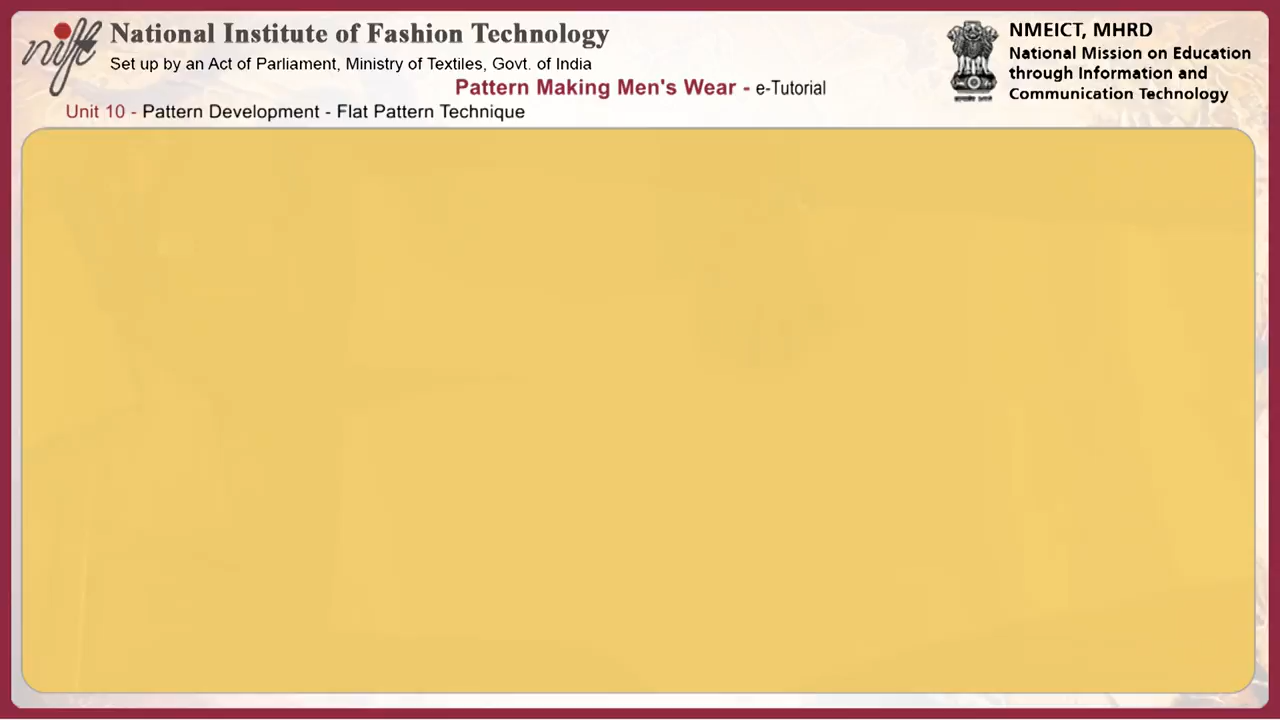 nift
National Institute of Fashion Technology
Set up by an Act of Parliament, Ministry of Textiles, Govt. of India
Pattern Making Men's Wear - e-Tutorial
Unit 10 - Pattern Development - Flat Pattern Technique
NMEICT, MHRD
National Mission on Education
through Information and
Communication Technology